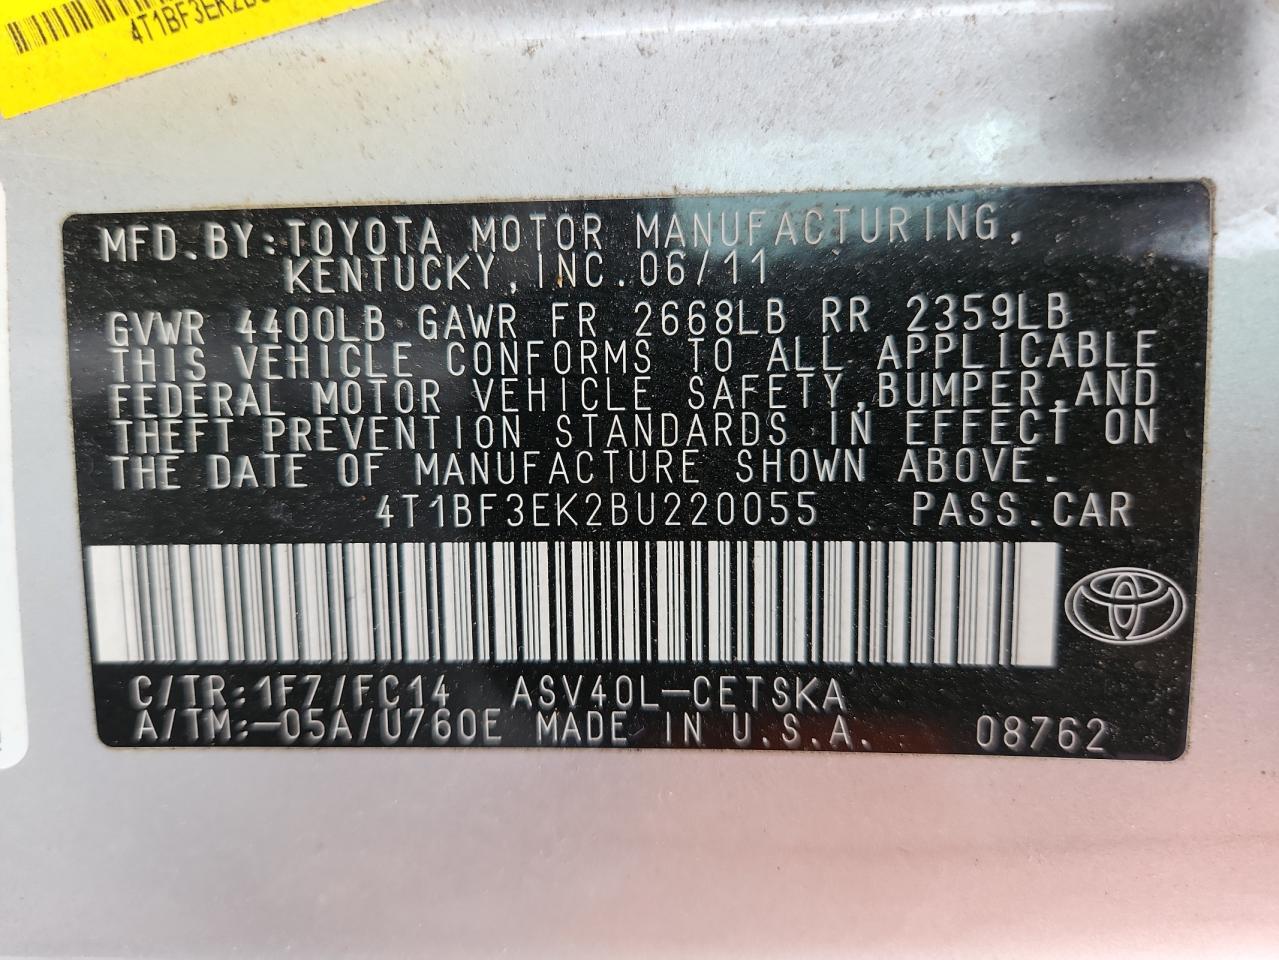 4T1BF3EK2B
MFD.BY:TOYOTA MOTOR MANUFACTURING,
KENTUCKY,INC.06/11
GVWR 4400LB GAWR FR 2668LB RR 2359LB
THIS VEHICLE CONFORMS TO ALL APPLICABLE
FEDERAL MOTOR VEHICLE SAFETY,BUMPER,AND
THEFT PREVENTION STANDARDS IN EFFECT ON
THE DATE OF MANUFACTURE SHOWN ABOVE.
4T1BF3EK2BU220055 PASS.CAR
C/TR:1F7/FC14 ASV40L-CETSKA
A/TM:-05A/U760E MADE IN U.S.A. 08762